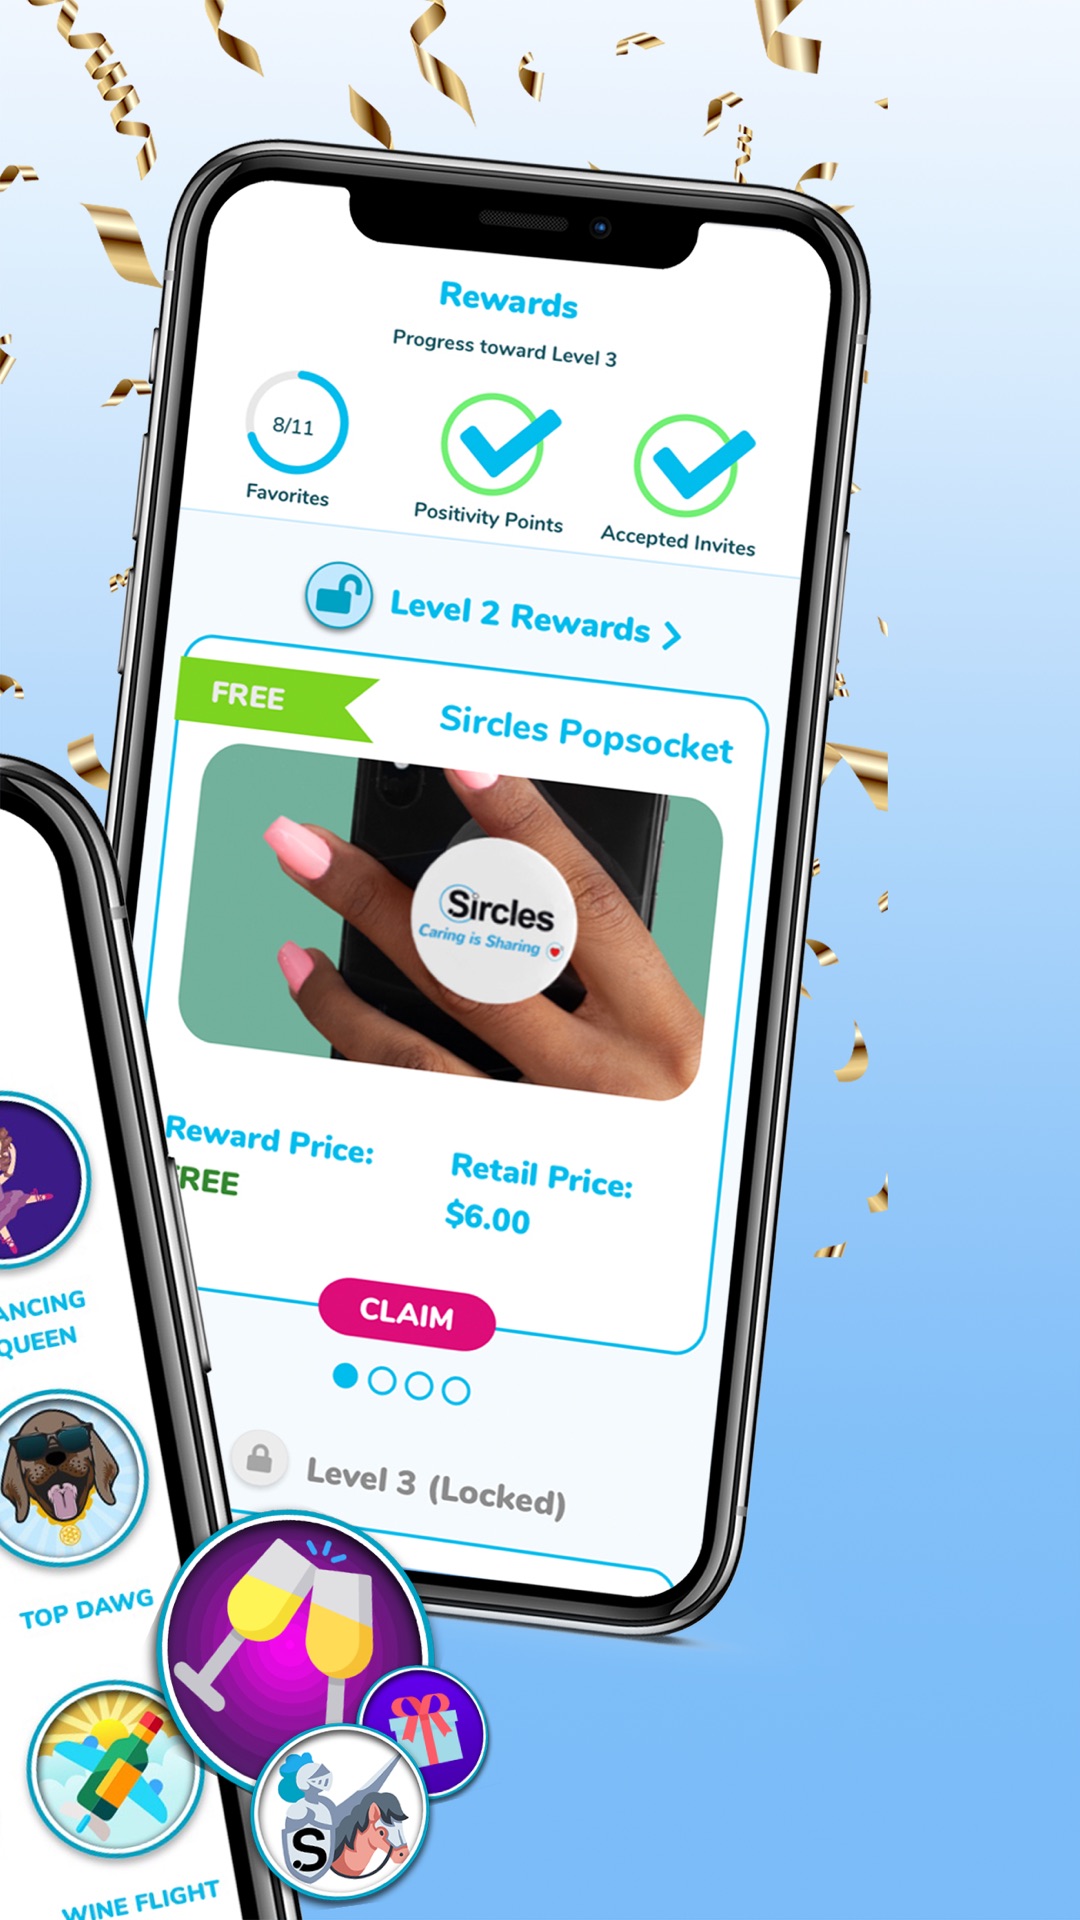 Rewards
Progress toward Level 3
8/11
Favorites
Positivity Points
Accepted Invites
Level 2 Rewards
FREE
Sircles Popsocket
Sircles
Caring is Sharing
Reward Price:
FREE
Retail Price:
$6.00
CLAIM
Level 3 (Locked)
ANCING
QUEEN
TOP DAWG
WINE FLIGHT
S